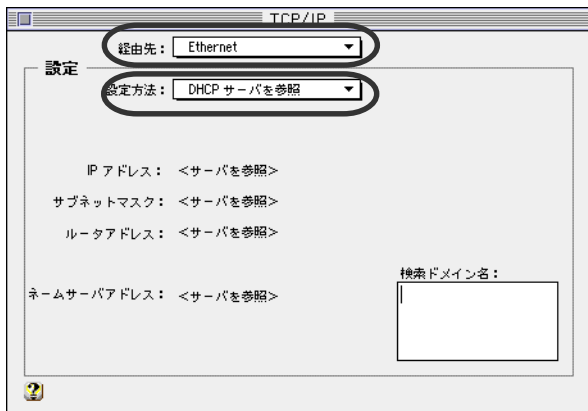 TCP/IP
経由先： Ethernet
設定
設定方法： DHCP サーバを参照
IP アドレス： <サーバを参照>
サブネットマスク： <サーバを参照>
ルータアドレス： <サーバを参照>
検索ドメイン名：
ネームサーバアドレス： <サーバを参照>
?